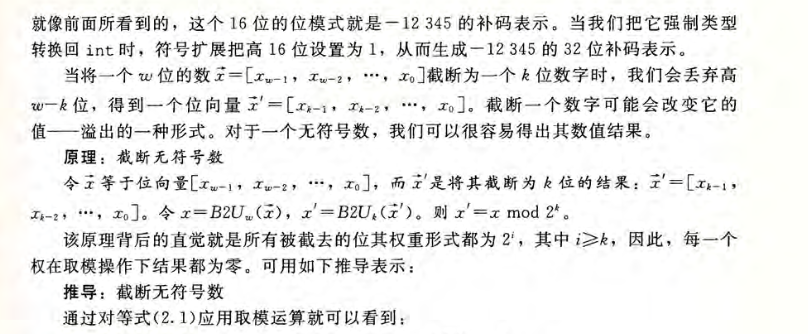 就像前面所看到的，这个 16 位的位模式就是－12 345 的补码表示。当我们把它强制类型
转换回 int 时，符号扩展把高 16 位设置为 1，从而生成－12 345 的 32 位补码表示。
当将一个 w 位的数 x⃗＝[x_{w-1}，x_{w-2}，…，x_0]截断为一个 k 位数字时，我们会丢弃高
w－k 位，得到一个位向量 x⃗′＝[x_{k-1}，x_{k-2}，…，x_0]。截断一个数字可能会改变它的
值——溢出的一种形式。对于一个无符号数，我们可以很容易得出其数值结果。
原理：截断无符号数
令 x⃗ 等于位向量[x_{w-1}，x_{w-2}，…，x_0]，而 x⃗′是将其截断为 k 位的结果：x⃗′＝[x_{k-1}，
x_{k-2}，…，x_0]。令 x＝B2U_w(x⃗)，x′＝B2U_k(x⃗′)。则 x′＝x mod 2^k。
该原理背后的直觉就是所有被截去的位其权重形式都为 2^i，其中 i≥k，因此，每一个
权在取模操作下结果都为零。可用如下推导表示：
推导：截断无符号数
通过对等式(2.1)应用取模运算就可以看到：